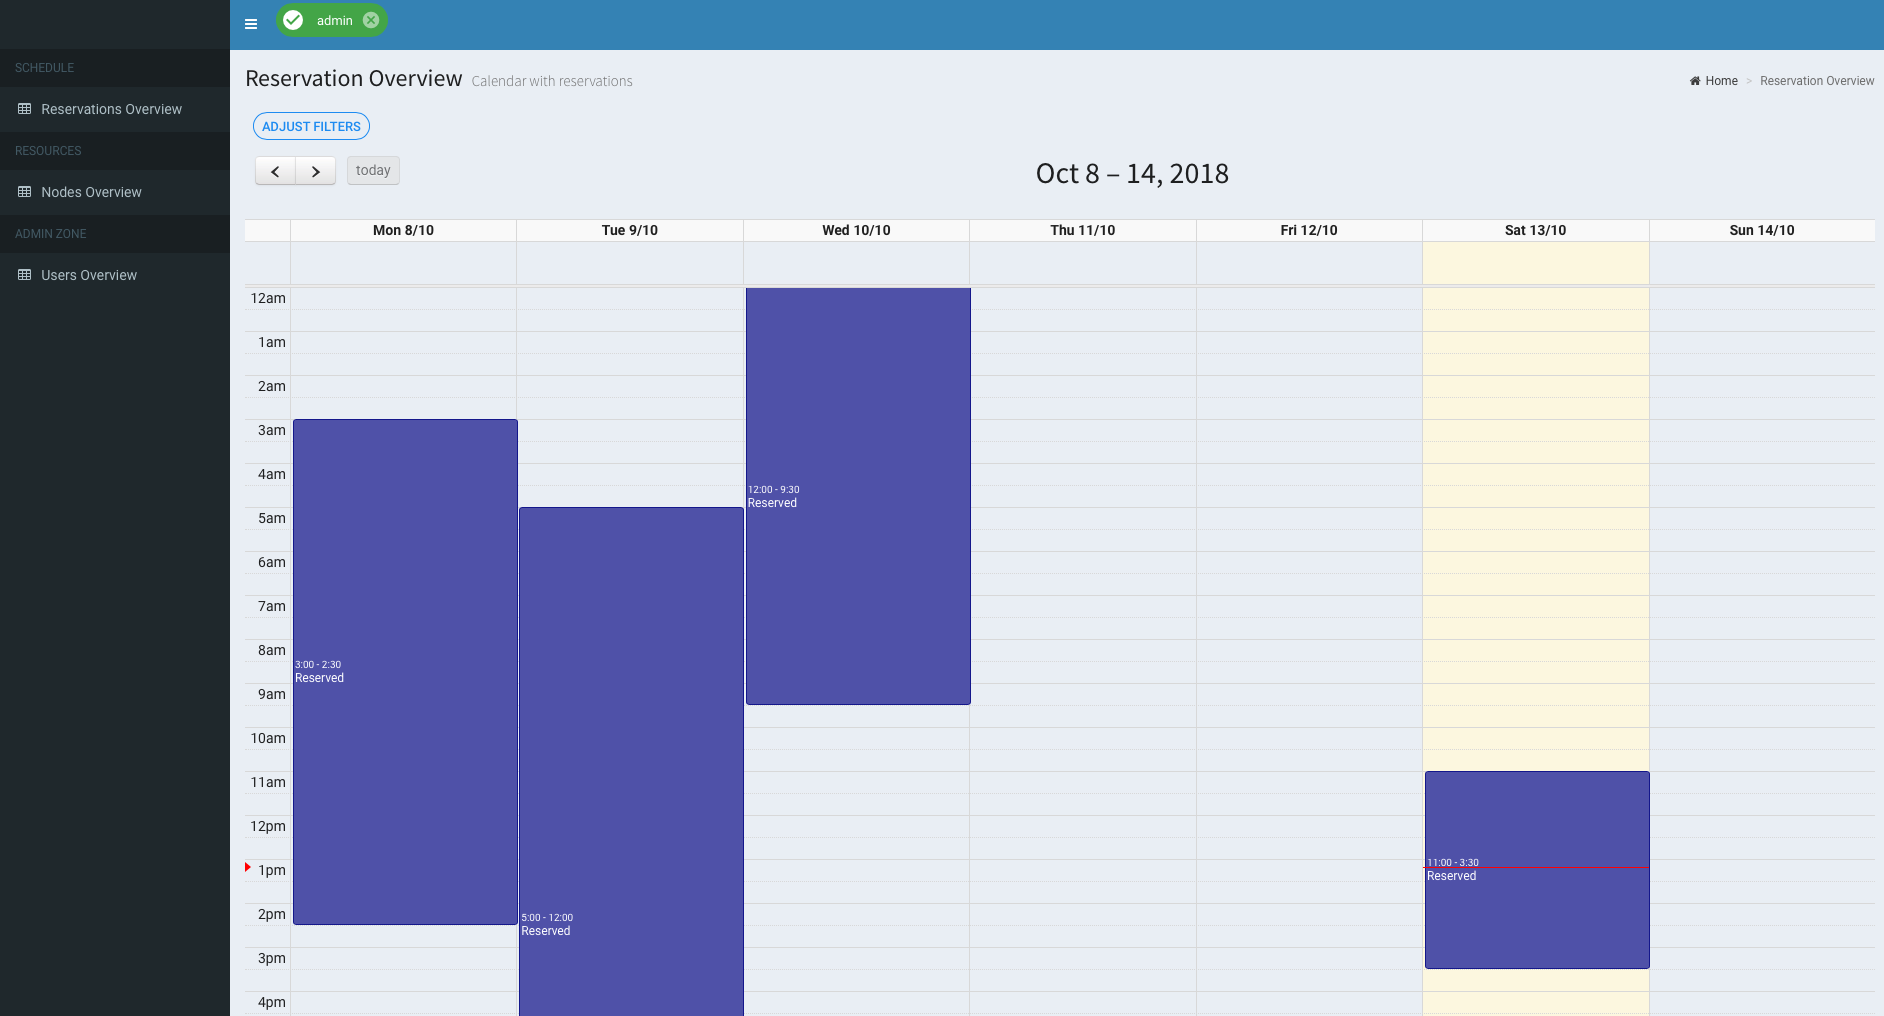 admin
SCHEDULE
Reservations Overview
RESOURCES
Nodes Overview
ADMIN ZONE
Users Overview
Reservation Overview Calendar with reservations
Home > Reservation Overview
ADJUST FILTERS
today
Oct 8 – 14, 2018
Mon 8/10 Tue 9/10 Wed 10/10 Thu 11/10 Fri 12/10 Sat 13/10 Sun 14/10
12am
1am
2am
3am
4am
12:00 - 9:30
Reserved
5am
6am
7am
8am
3:00 - 2:30
Reserved
9am
10am
11am
12pm
11:00 - 3:30
1pm
Reserved
2pm
5:00 - 12:00
Reserved
3pm
4pm